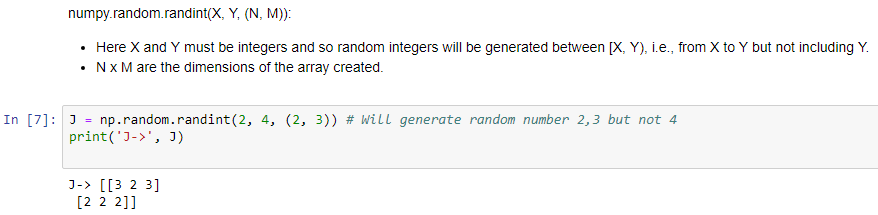 numpy.random.randint(X, Y, (N, M)):
• Here X and Y must be integers and so random integers will be generated between [X, Y), i.e., from X to Y but not including Y.
• N x M are the dimensions of the array created.
In [7]: J = np.random.randint(2, 4, (2, 3)) # Will generate random number 2,3 but not 4
print('J->', J)
J-> [[3 2 3]
[2 2 2]]